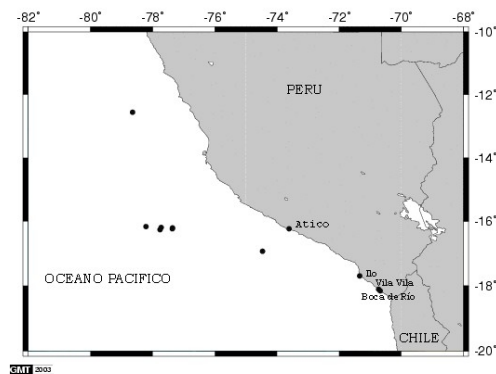 -82° -80° -78° -76° -74° -72° -70° -68°
-10°
-12°
PERU
-14°
-16°
Atico
Ilo
OCEANO PACIFICO
Vila Vila
-18°
Boca de Río
CHILE
-20°
GMT 2003